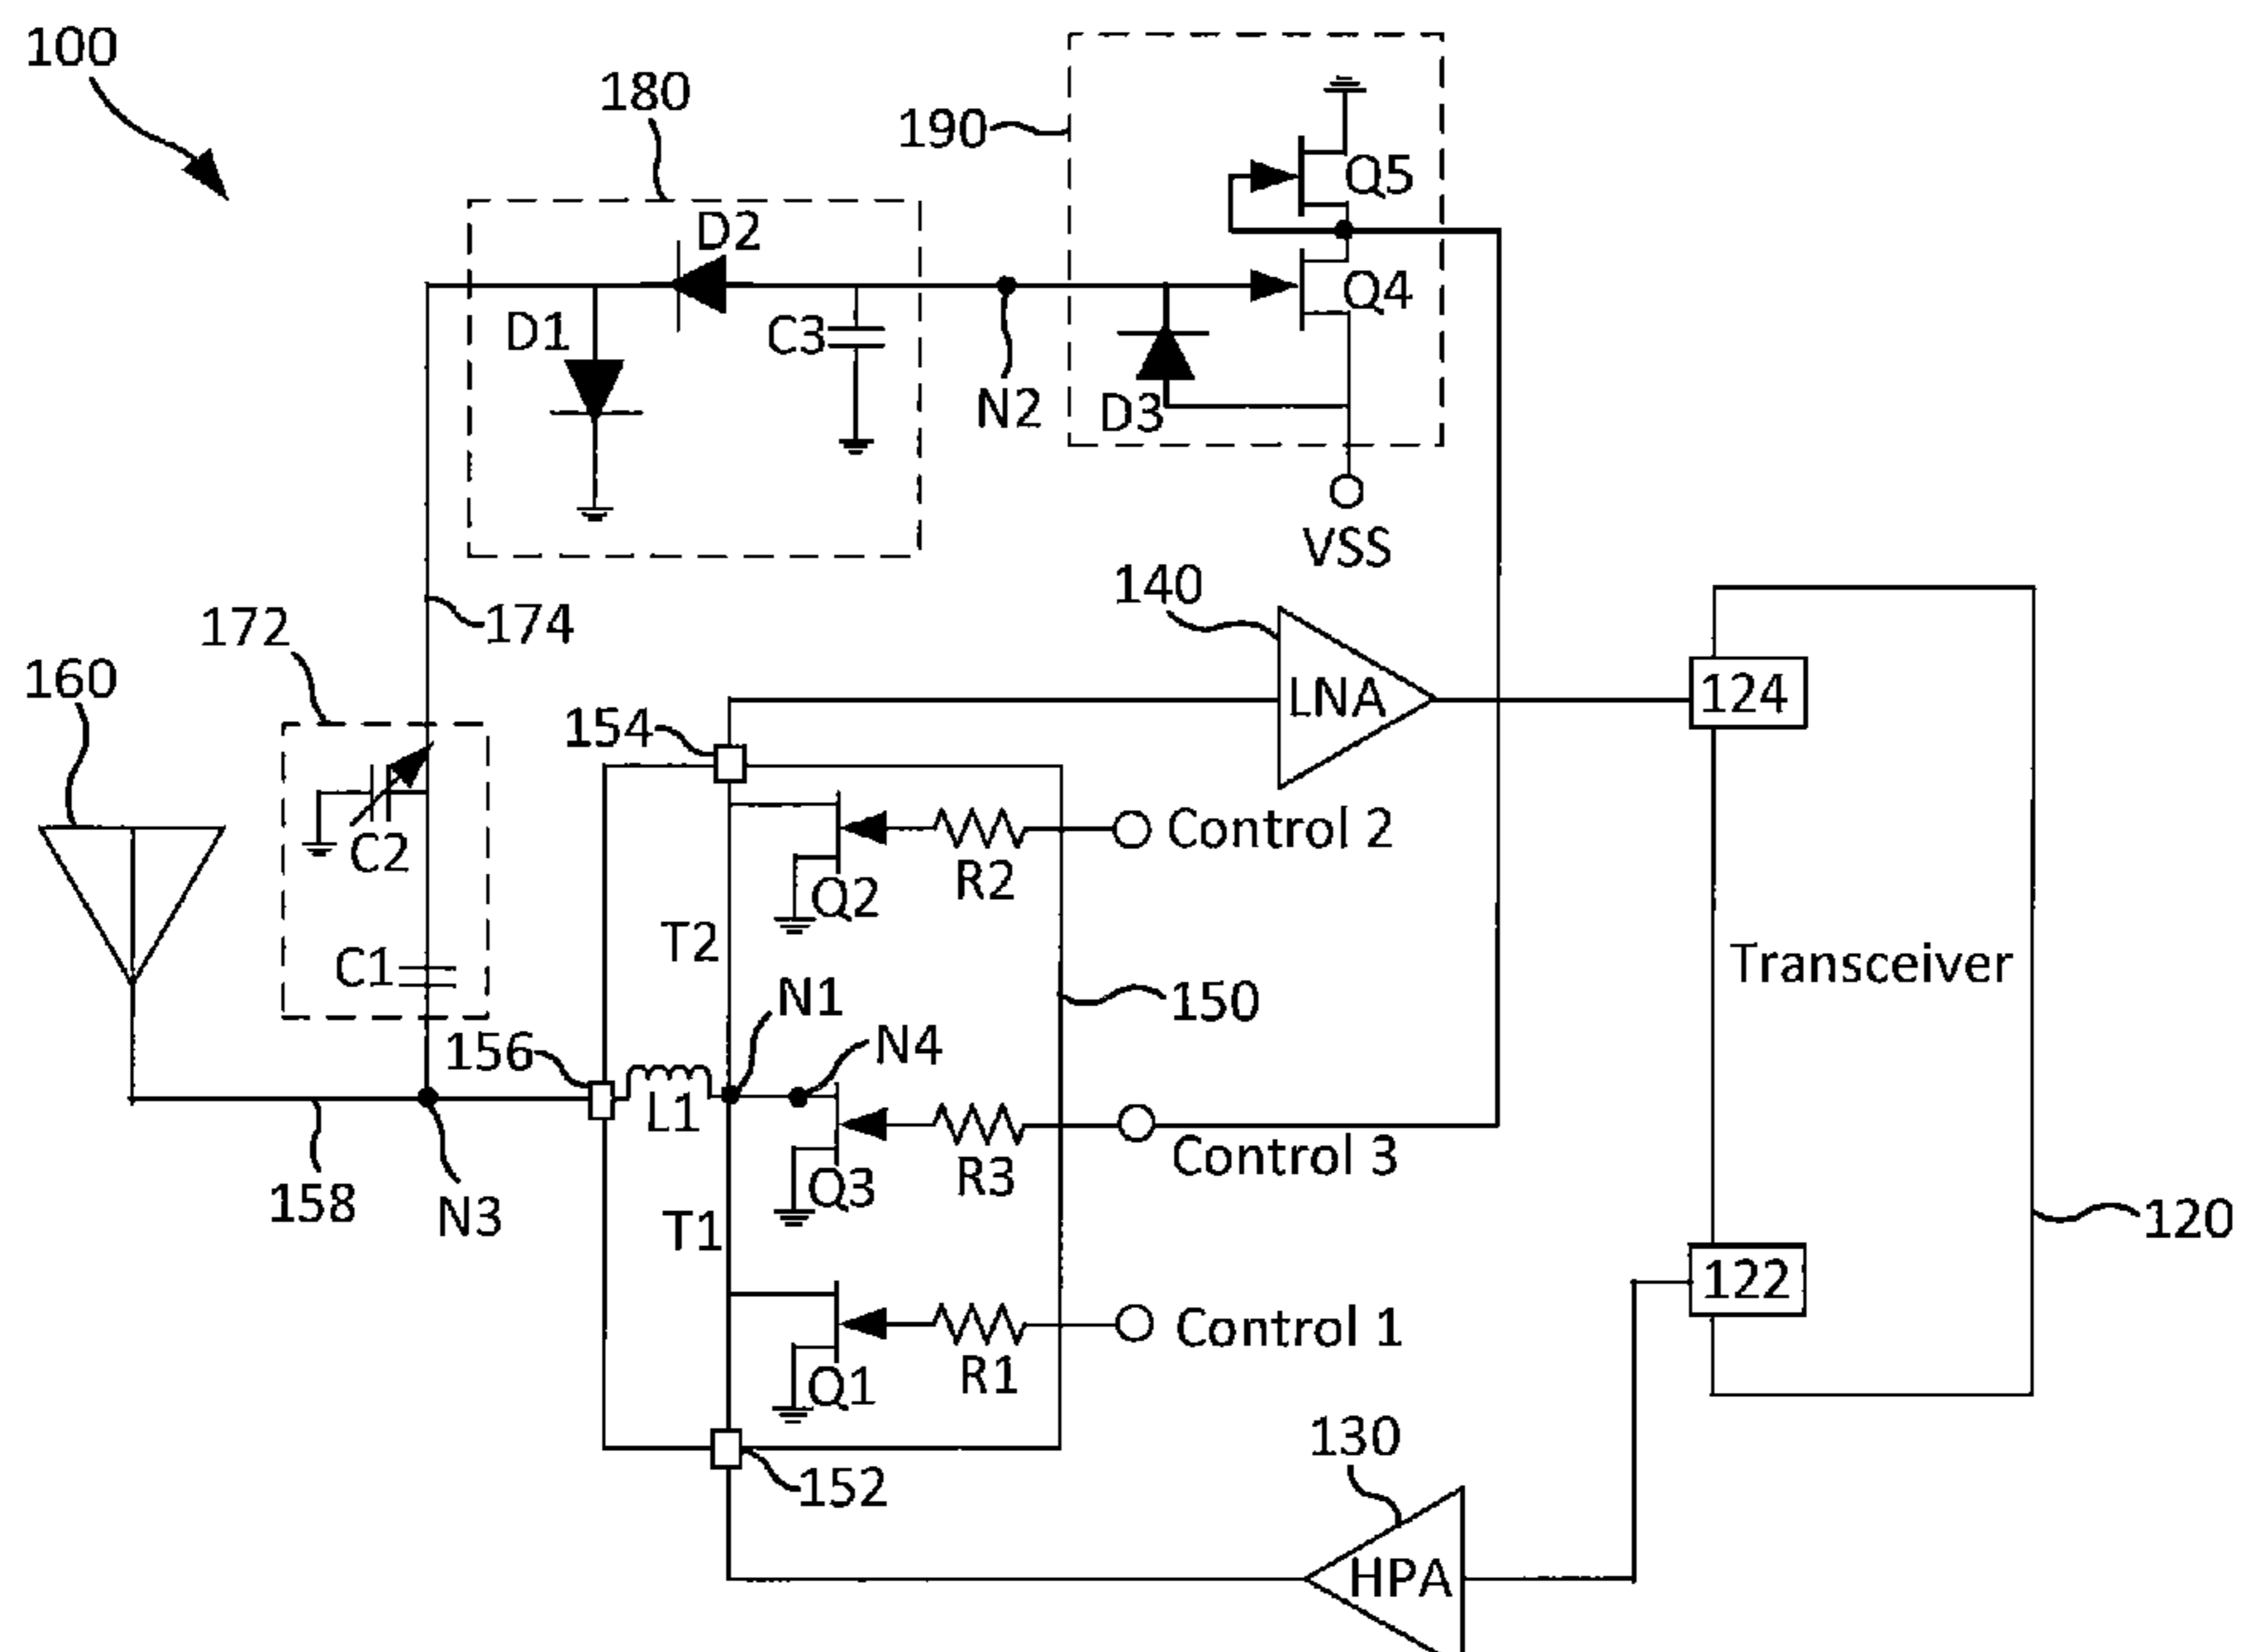 100
180
190
Q5
D2
Q4
D1
C3
N2
D3
VSS
140
172
174
160
124
154
LNA
Control 2
C2
R2
Q2
T2
C1
Transceiver
N1
150
156
N4
L1
Control 3
R3
Q3
158
N3
T1
120
122
Control 1
R1
Q1
130
152
HPA